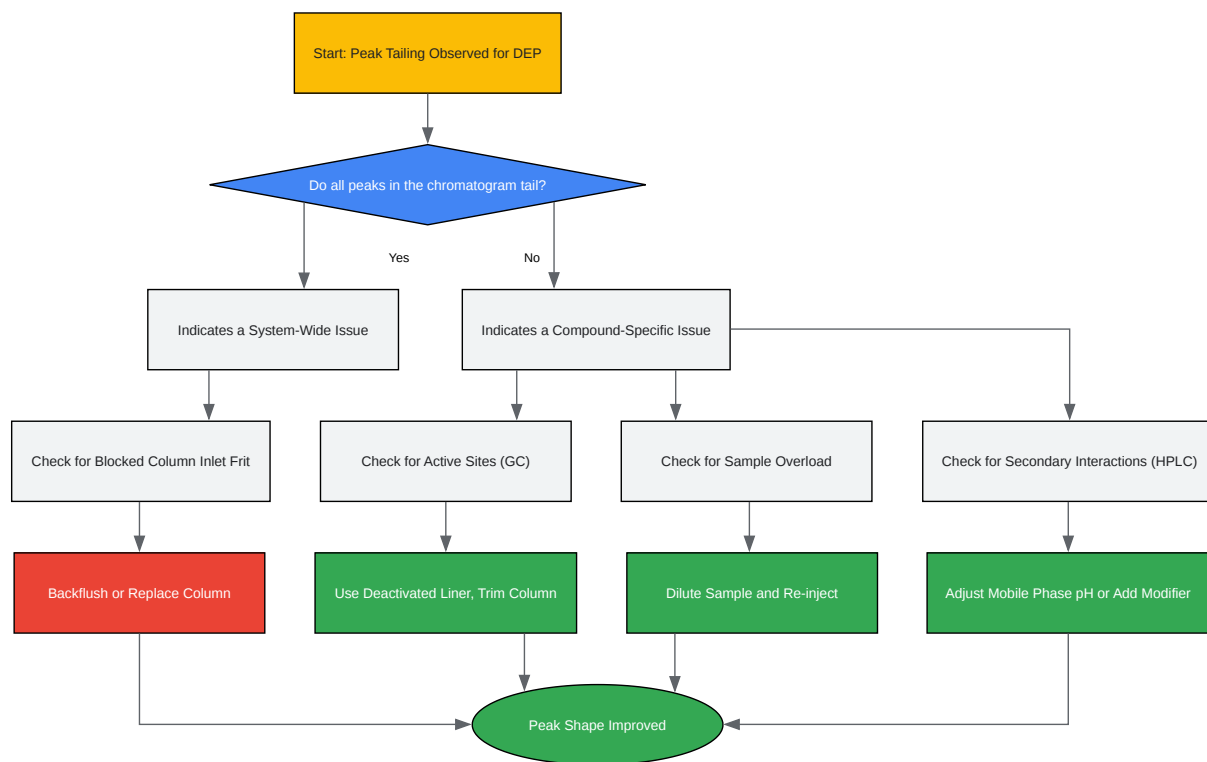 Start: Peak Tailing Observed for DEP
Do all peaks in the chromatogram tail?
Yes
No
Indicates a System-Wide Issue
Indicates a Compound-Specific Issue
Check for Blocked Column Inlet Frit
Check for Active Sites (GC)
Check for Sample Overload
Check for Secondary Interactions (HPLC)
Backflush or Replace Column
Use Deactivated Liner, Trim Column
Dilute Sample and Re-inject
Adjust Mobile Phase pH or Add Modifier
Peak Shape Improved